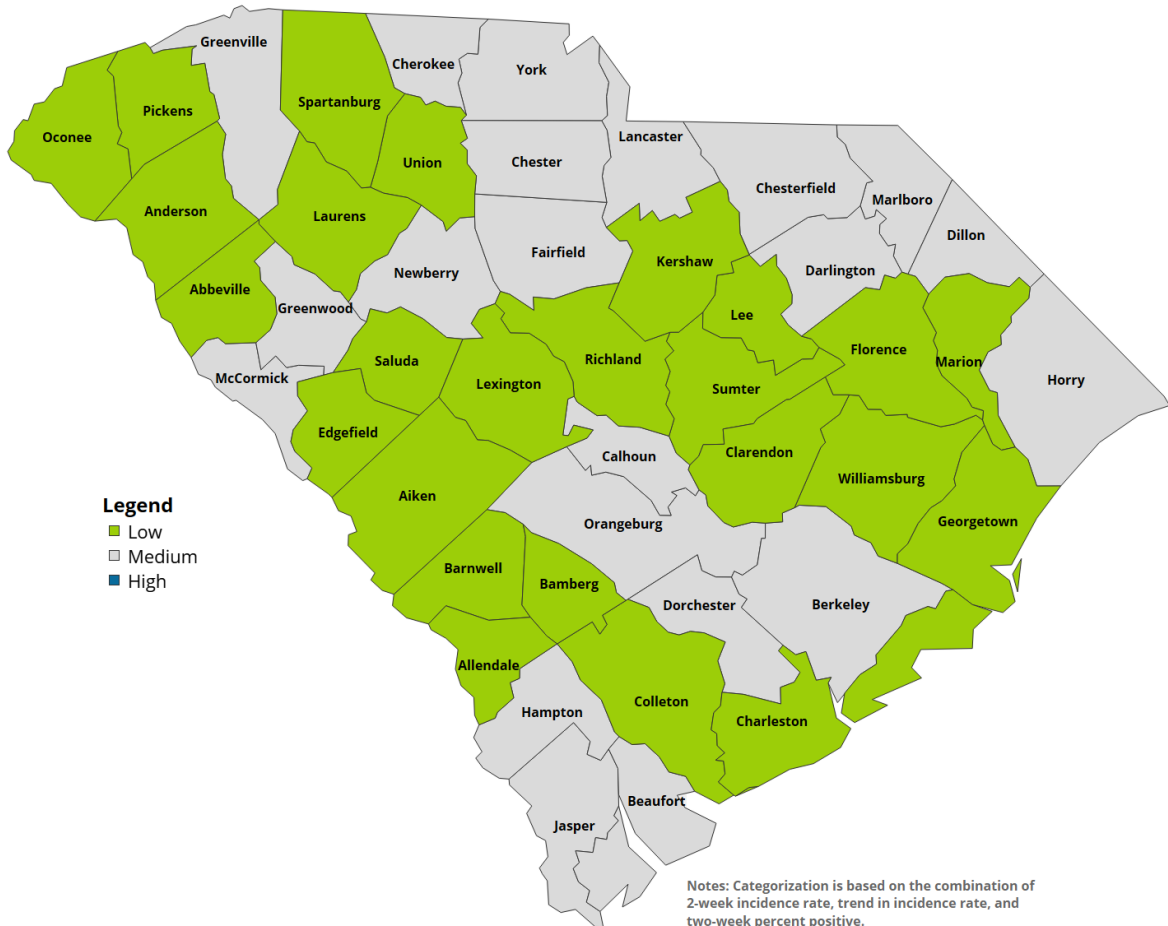 Greenville
Cherokee
York
Spartanburg
Pickens
Oconee
Lancaster
Union
Chester
Chesterfield
Marlboro
Anderson
Laurens
Dillon
Fairfield
Kershaw
Newberry
Darlington
Abbeville
Greenwood
Lee
Saluda
Richland
Florence
Marion
McCormick
Lexington
Sumter
Horry
Edgefield
Calhoun
Clarendon
Williamsburg
Aiken
Orangeburg
Georgetown
Legend
Low
Medium
High
Barnwell
Bamberg
Dorchester
Berkeley
Allendale
Colleton
Hampton
Charleston
Beaufort
Jasper
Notes: Categorization is based on the combination of
2-week incidence rate, trend in incidence rate, and
two-week percent positive.